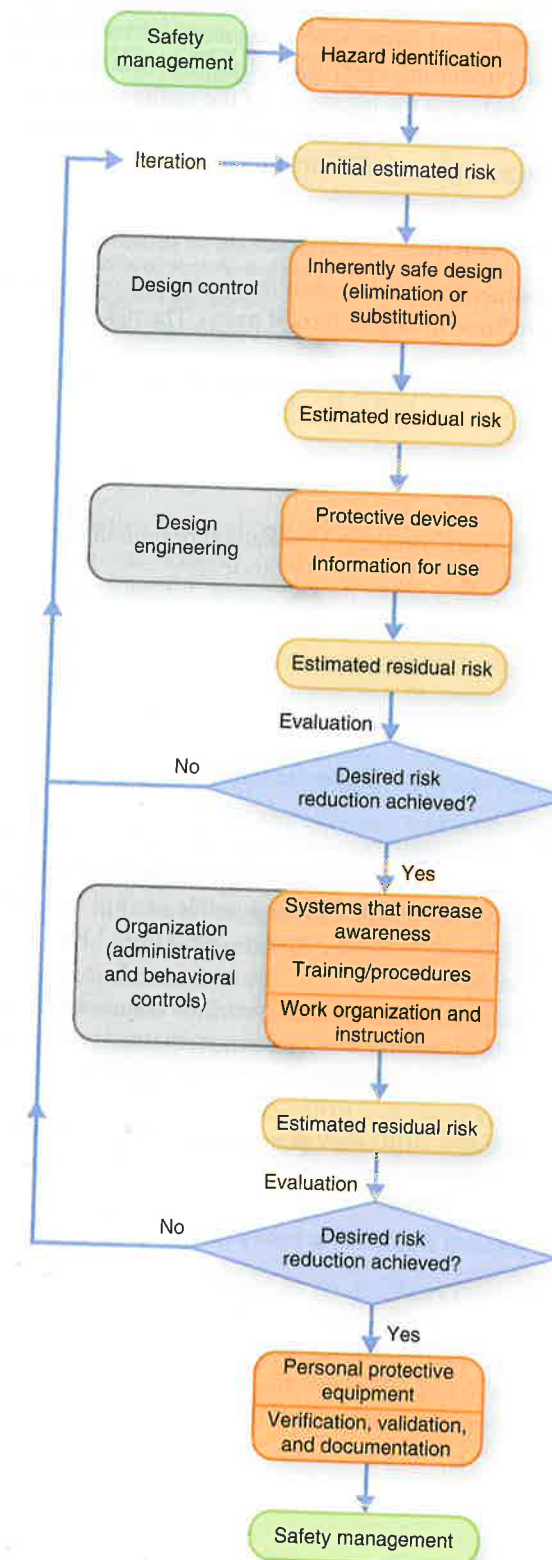 Safety
management
Hazard identification
Iteration
Initial estimated risk
Design control
Inherently safe design
(elimination or
substitution)
Estimated residual risk
Design
engineering
Protective devices
Information for use
Estimated residual risk
Evaluation
No
Desired risk
reduction achieved?
Yes
Organization
(administrative
and behavioral
controls)
Systems that increase
awareness
Training/procedures
Work organization and
instruction
Estimated residual risk
Evaluation
No
Desired risk
reduction achieved?
Yes
Personal protective
equipment
Verification, validation,
and documentation
Safety management